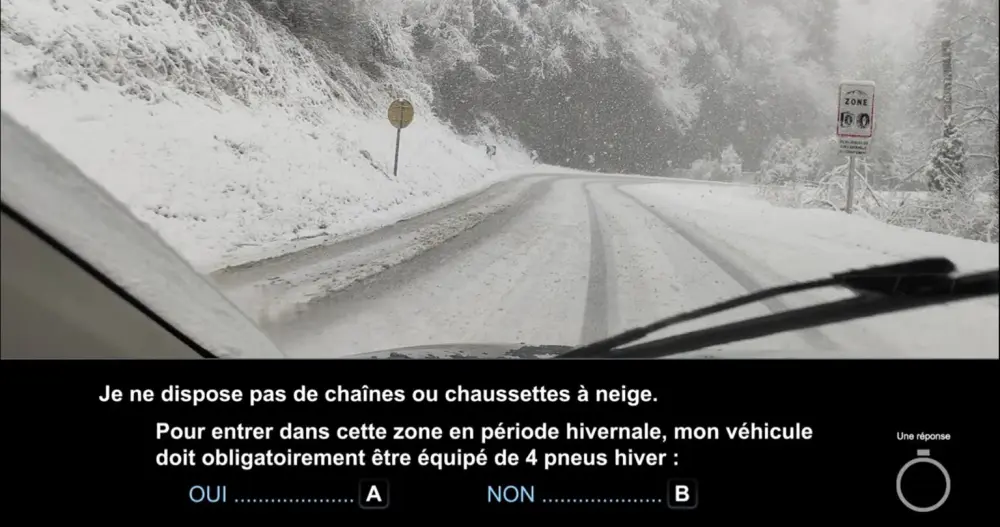 ZONE
Je ne dispose pas de chaînes ou chaussettes à neige.
Pour entrer dans cette zone en période hivernale, mon véhicule
doit obligatoirement être équipé de 4 pneus hiver :
Une réponse
OUI .................... A NON .................... B